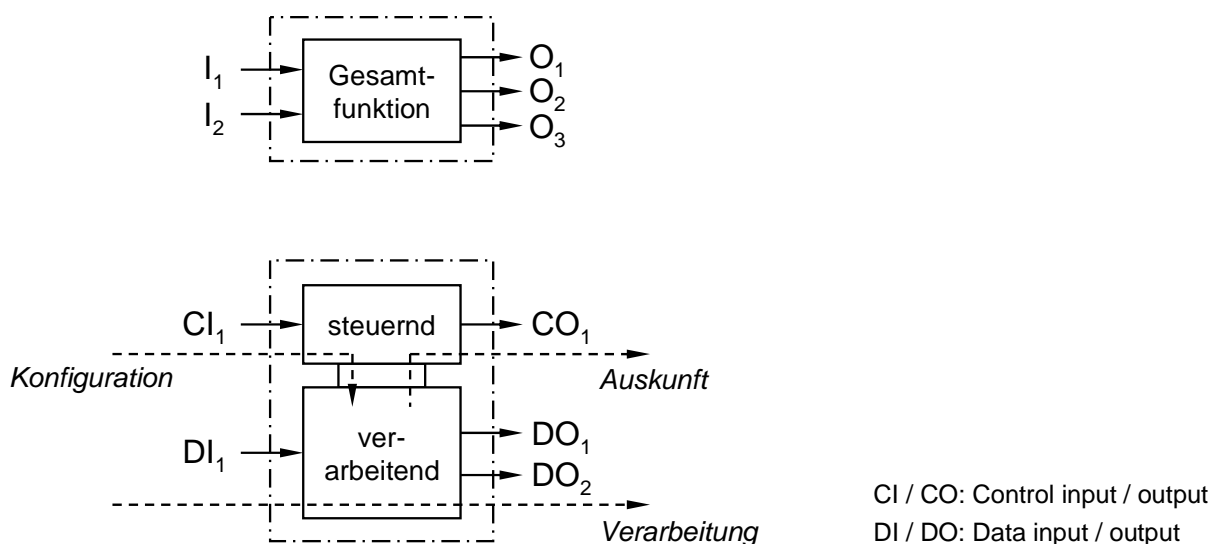 I₁
I₂
Gesamt-
funktion
O₁
O₂
O₃
CI₁
steuernd
CO₁
Konfiguration
Auskunft
DI₁
ver-
arbeitend
DO₁
DO₂
Verarbeitung
CI / CO: Control input / output
DI / DO: Data input / output